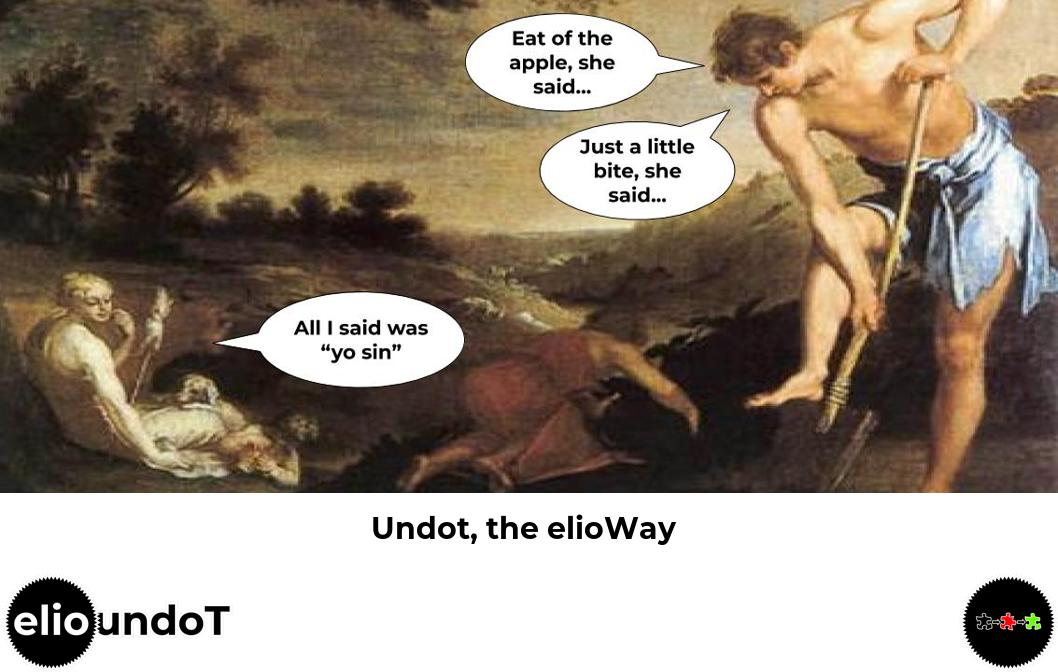 Eat of the
apple, she
said...
Just a little
bite, she
said...
All I said was
“yo sin”
Undot, the elioWay
elioundoT